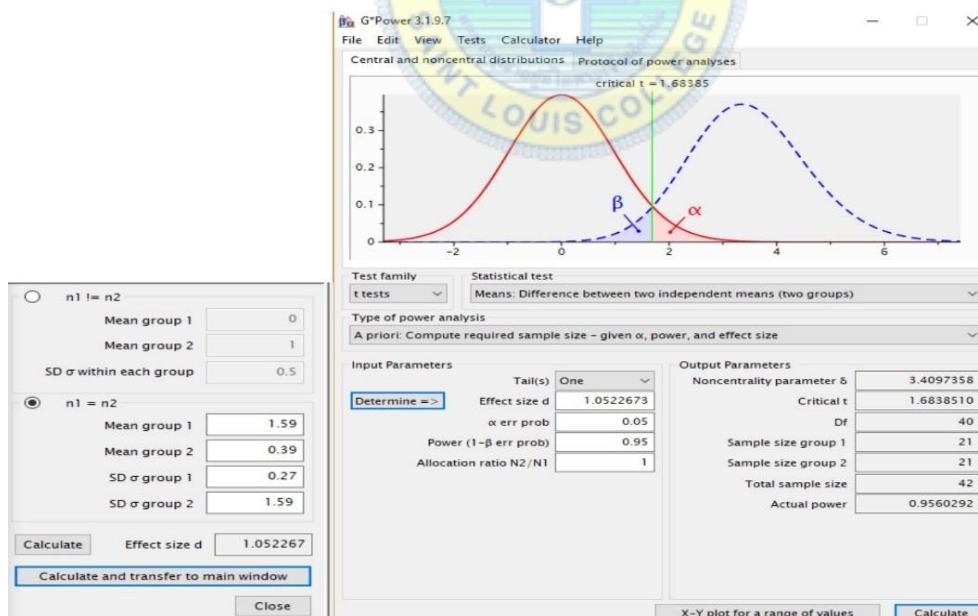 G*Power 3.1.9.7
File Edit View Tests Calculator Help
Central and noncentral distributions Protocol of power analyses
critical t = 1.68385
SAINT LOUIS COLLEGE
0.3
0.2
0.1
0
β
α
-2 0 2 4 6
Test family Statistical test
t tests Means: Difference between two independent means (two groups)
Type of power analysis
A priori: Compute required sample size – given α, power, and effect size
Input Parameters
Tail(s) One
Determine => Effect size d 1.0522673
α err prob 0.05
Power (1-β err prob) 0.95
Allocation ratio N2/N1 1
Output Parameters
Noncentrality parameter δ 3.4097358
Critical t 1.6838510
Df 40
Sample size group 1 21
Sample size group 2 21
Total sample size 42
Actual power 0.9560292
X-Y plot for a range of values Calculate
n1 != n2
Mean group 1 0
Mean group 2 1
SD σ within each group 0.5
n1 = n2
Mean group 1 1.59
Mean group 2 0.39
SD σ group 1 0.27
SD σ group 2 1.59
Calculate Effect size d 1.052267
Calculate and transfer to main window
Close